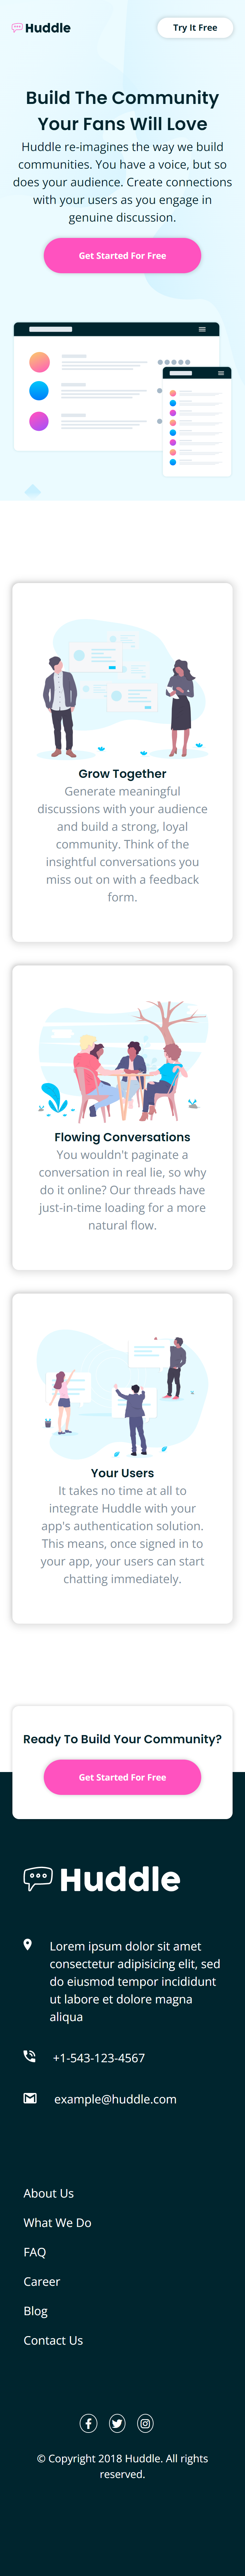 Huddle
Try It Free
Build The Community
Your Fans Will Love
Huddle re-imagines the way we build
communities. You have a voice, but so
does your audience. Create connections
with your users as you engage in
genuine discussion.
Get Started For Free
Grow Together
Generate meaningful
discussions with your audience
and build a strong, loyal
community. Think of the
insightful conversations you
miss out on with a feedback
form.
Flowing Conversations
You wouldn't paginate a
conversation in real lie, so why
do it online? Our threads have
just-in-time loading for a more
natural flow.
Your Users
It takes no time at all to
integrate Huddle with your
app's authentication solution.
This means, once signed in to
your app, your users can start
chatting immediately.
Ready To Build Your Community?
Get Started For Free
Huddle
Lorem ipsum dolor sit amet
consectetur adipisicing elit, sed
do eiusmod tempor incididunt
ut labore et dolore magna
aliqua
+1-543-123-4567
example@huddle.com
About Us
What We Do
FAQ
Career
Blog
Contact Us
© Copyright 2018 Huddle. All rights
reserved.